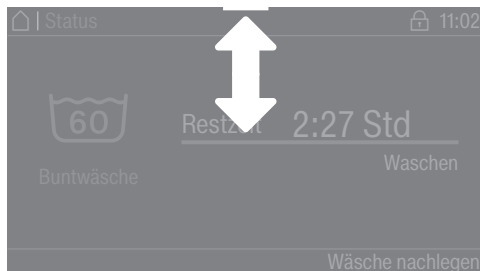 Status 11:02
60 Restzeit 2:27 Std
Waschen
Buntwäsche
Wäsche nachlegen